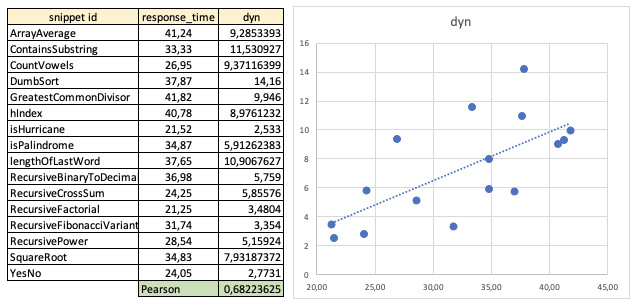 snippet id response_time dyn
ArrayAverage 41,24 9,2853393
ContainsSubstring 33,33 11,530927
CountVowels 26,95 9,37116399
DumbSort 37,87 14,16
GreatestCommonDivisor 41,82 9,946
hIndex 40,78 8,9761232
isHurricane 21,52 2,533
isPalindrome 34,87 5,91262383
lengthOfLastWord 37,65 10,9067627
RecursiveBinaryToDecima 36,98 5,759
RecursiveCrossSum 24,25 5,85576
RecursiveFactorial 21,25 3,4804
RecursiveFibonacciVariant 31,74 3,354
RecursivePower 28,54 5,15924
SquareRoot 34,83 7,93187372
YesNo 24,05 2,7731
Pearson 0,68223625
dyn
16
14
12
10
8
6
4
2
0
20,00 25,00 30,00 35,00 40,00 45,00